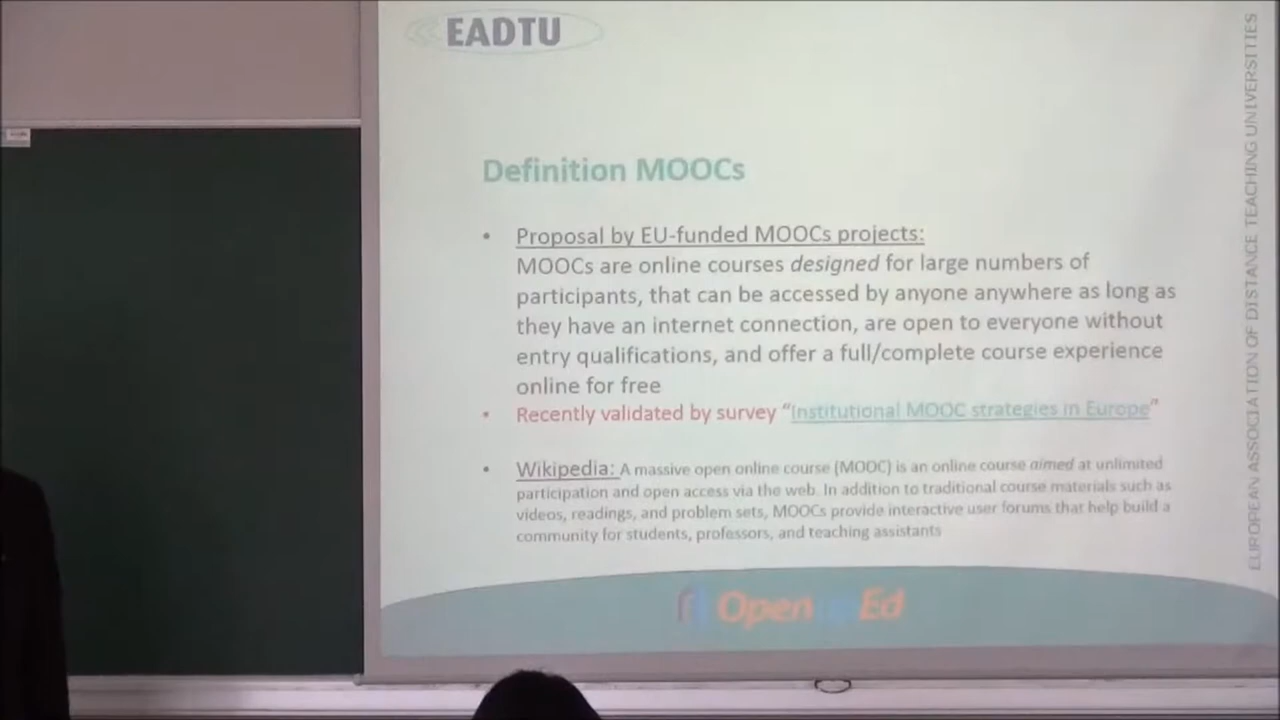 EADTU
Definition MOOCs
• Proposal by EU-funded MOOCs projects:
MOOCs are online courses designed for large numbers of
participants, that can be accessed by anyone anywhere as long as
they have an internet connection, are open to everyone without
entry qualifications, and offer a full/complete course experience
online for free
• Recently validated by survey “Institutional MOOC strategies in Europe”
• Wikipedia: A massive open online course (MOOC) is an online course aimed at unlimited
participation and open access via the web. In addition to traditional course materials such as
videos, readings, and problem sets, MOOCs provide interactive user forums that help build a
community for students, professors, and teaching assistants
Open Ed
EUROPEAN ASSOCIATION OF DISTANCE TEACHING UNIVERSITIES